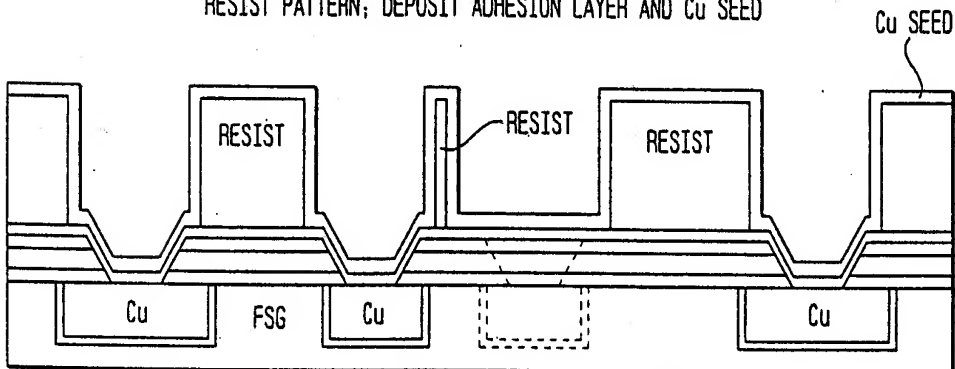 RESIST PATTERN; DEPOSIT ADHESION LAYER AND Cu SEED
Cu SEED
RESIST
RESIST
RESIST
Cu
FSG
Cu
Cu